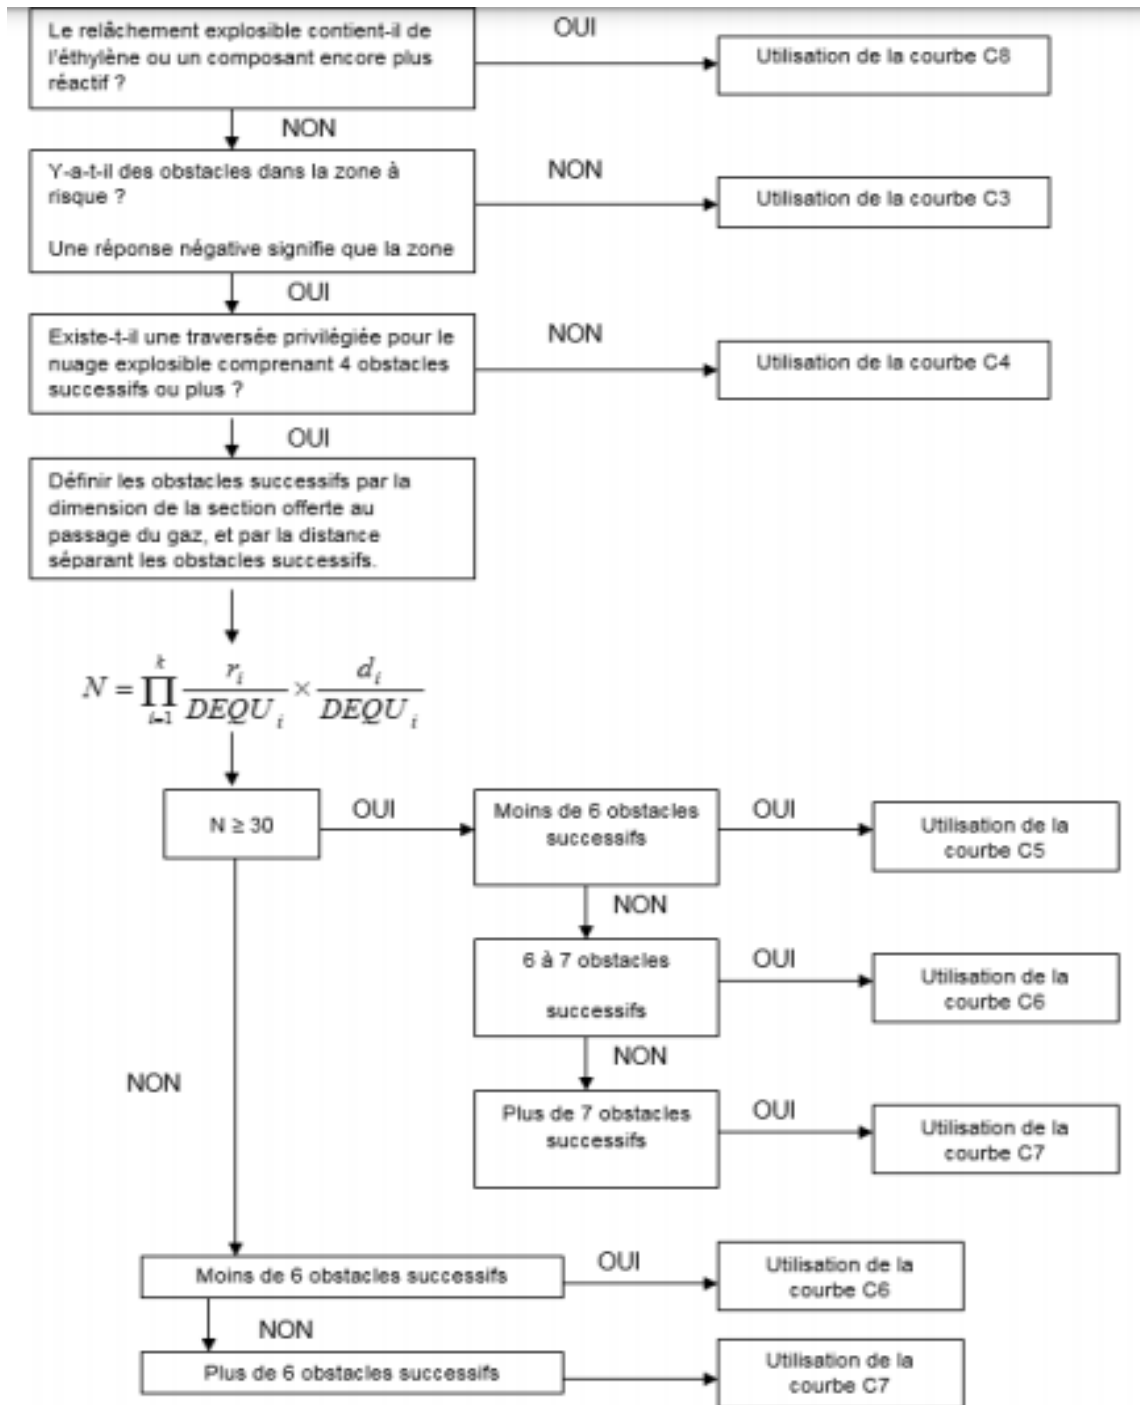 Le relâchement explosible contient-il de
l'éthylène ou un composant encore plus
réactif ?
OUI
Utilisation de la courbe C8
NON
Y-a-t-il des obstacles dans la zone à
risque ?
Une réponse négative signifie que la zone
NON
Utilisation de la courbe C3
OUI
Existe-t-il une traversée privilégiée pour le
nuage explosible comprenant 4 obstacles
successifs ou plus ?
NON
Utilisation de la courbe C4
OUI
Définir les obstacles successifs par la
dimension de la section offerte au
passage du gaz, et par la distance
séparant les obstacles successifs.
N = ∏_{i=1}^{k} r_i / DEQU_i × d_i / DEQU_i
N ≥ 30
OUI
Moins de 6 obstacles
successifs
OUI
Utilisation de la
courbe C5
NON
6 à 7 obstacles
successifs
OUI
Utilisation de la
courbe C6
NON
Plus de 7 obstacles
successifs
OUI
Utilisation de la
courbe C7
NON
Moins de 6 obstacles successifs
OUI
Utilisation de la
courbe C6
NON
Plus de 6 obstacles successifs
Utilisation de la
courbe C7